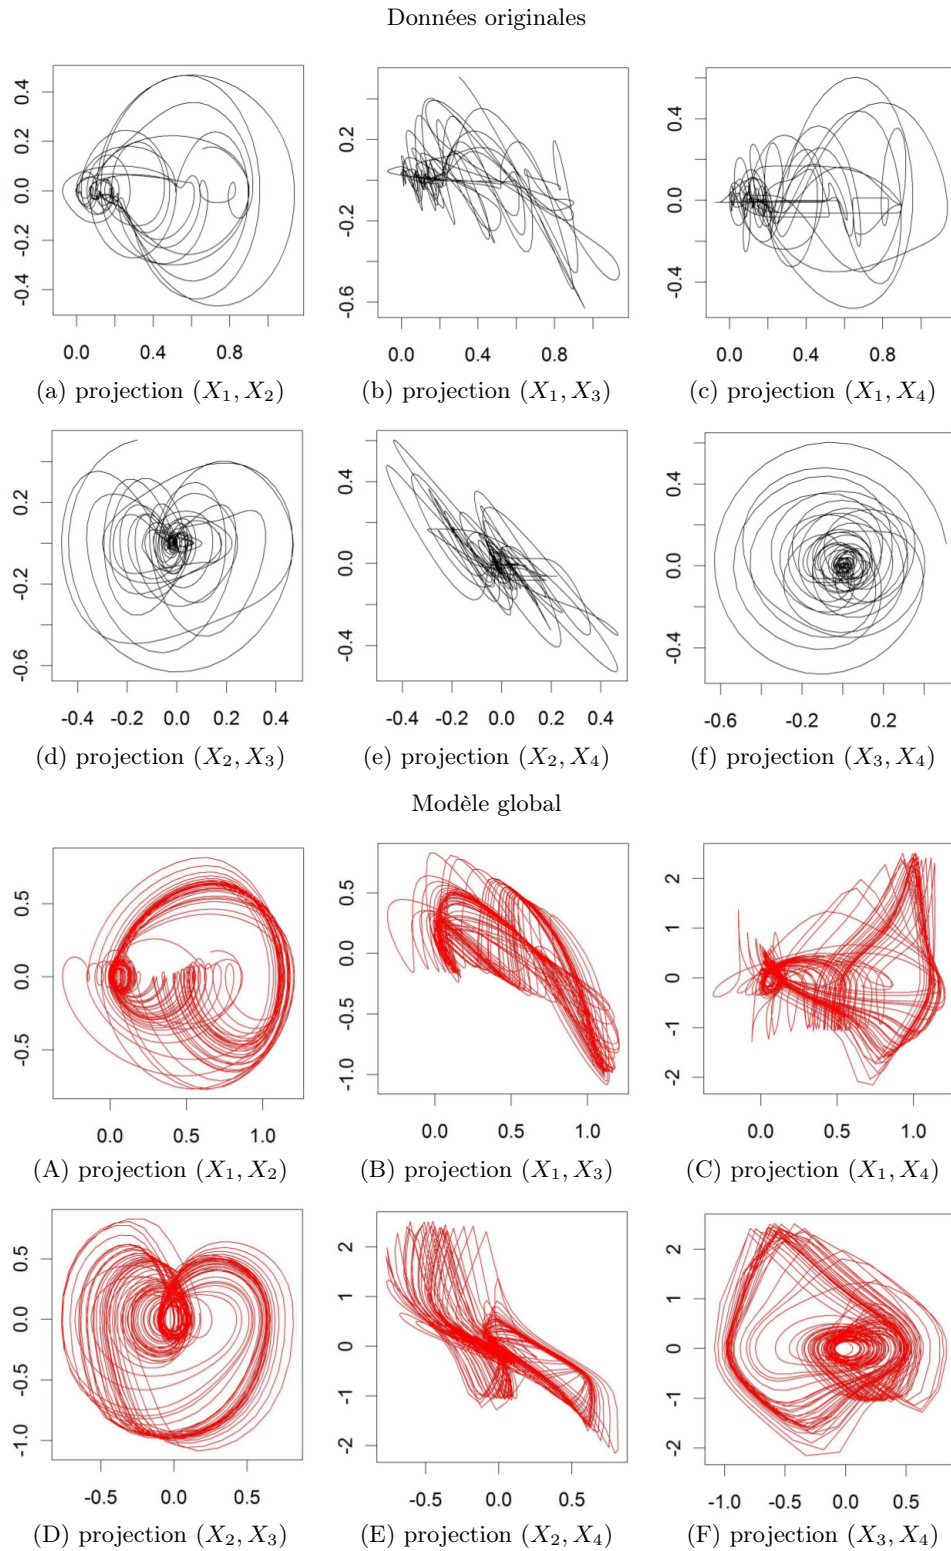 Données originales
0.4
0.2
0.0
-0.2
-0.4
0.0 0.4 0.8
0.2
-0.2
-0.6
0.0 0.4 0.8
0.4
0.0
-0.4
0.0 0.4 0.8
(a) projection (X₁, X₂)
(b) projection (X₁, X₃)
(c) projection (X₁, X₄)
0.2
-0.2
-0.6
-0.4 -0.2 0.0 0.2 0.4
0.4
0.0
-0.4
-0.4 -0.2 0.0 0.2 0.4
0.4
0.0
-0.4
-0.6 -0.2 0.2
(d) projection (X₂, X₃)
(e) projection (X₂, X₄)
(f) projection (X₃, X₄)
Modèle global
0.5
0.0
-0.5
0.0 0.5 1.0
0.5
0.0
-0.5
-1.0
0.0 0.5 1.0
2
1
0
-1
-2
0.0 0.5 1.0
(A) projection (X₁, X₂)
(B) projection (X₁, X₃)
(C) projection (X₁, X₄)
0.5
0.0
-0.5
-1.0
-0.5 0.0 0.5
2
1
0
-1
-2
-0.5 0.0 0.5
2
1
0
-1
-2
-1.0 -0.5 0.0 0.5
(D) projection (X₂, X₃)
(E) projection (X₂, X₄)
(F) projection (X₃, X₄)